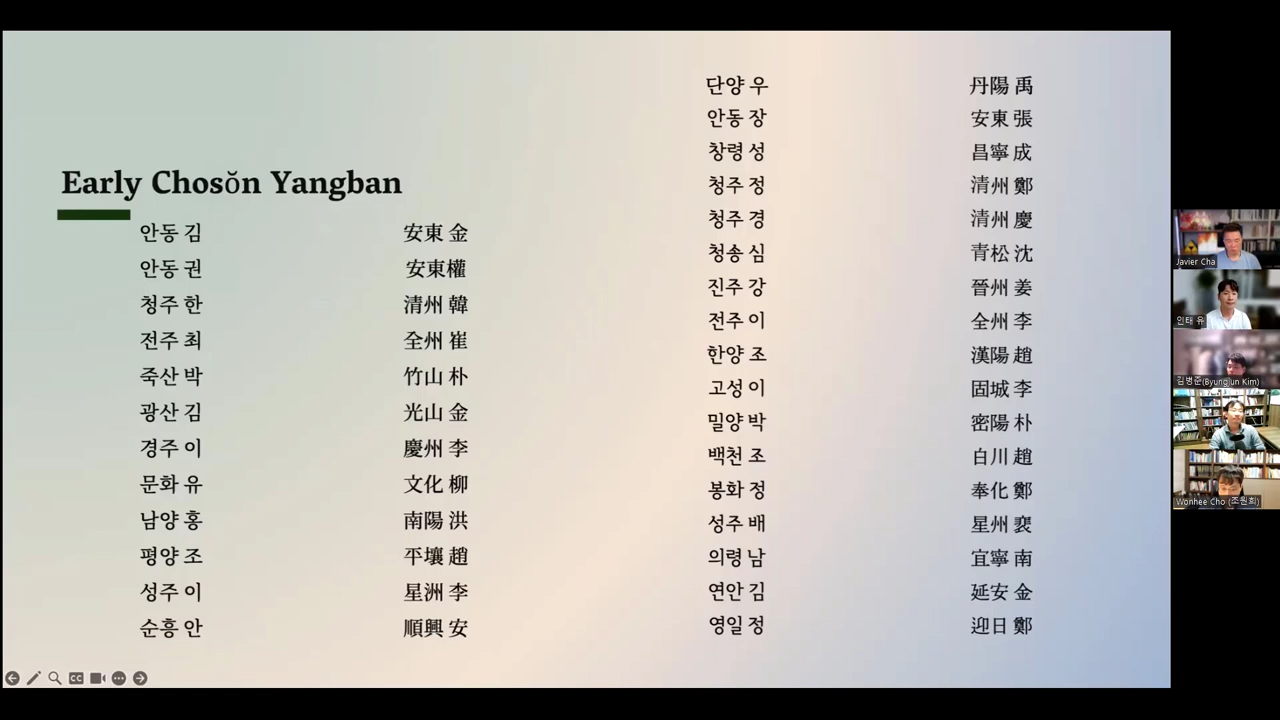 Early Chosŏn Yangban
안동 김 安東 金
안동 권 安東權
청주 한 清州 韓
전주 최 全州 崔
죽산 박 竹山 朴
광산 김 光山 金
경주 이 慶州 李
문화 유 文化 柳
남양 홍 南陽 洪
평양 조 平壤 趙
성주 이 星洲 李
순흥 안 順興 安
단양 우 丹陽 禹
안동 장 安東 張
창령 성 昌寧 成
청주 정 清州 鄭
청주 경 清州 慶
청송 심 青松 沈
진주 강 晉州 姜
전주 이 全州 李
한양 조 漢陽 趙
고성 이 固城 李
밀양 박 密陽 朴
백천 조 白川 趙
봉화 정 奉化 鄭
성주 배 星州 裵
의령 남 宜寧 南
연안 김 延安 金
영일 정 迎日 鄭
CC
Javier Cha
인태 유
김병준(Byungjun Kim)
Wonhee Cho (조원희)